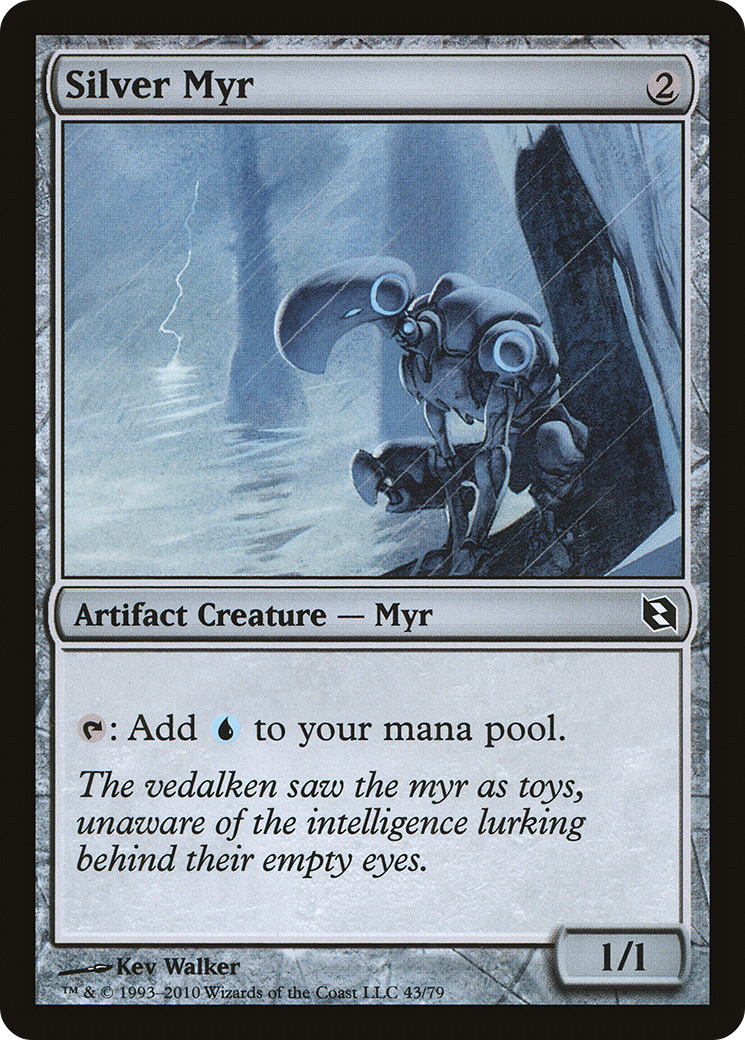 Silver Myr
2
Artifact Creature — Myr
: Add to your mana pool.
The vedalken saw the myr as toys,
unaware of the intelligence lurking
behind their empty eyes.
1/1
Kev Walker
™ & © 1993–2010 Wizards of the Coast LLC 43/79